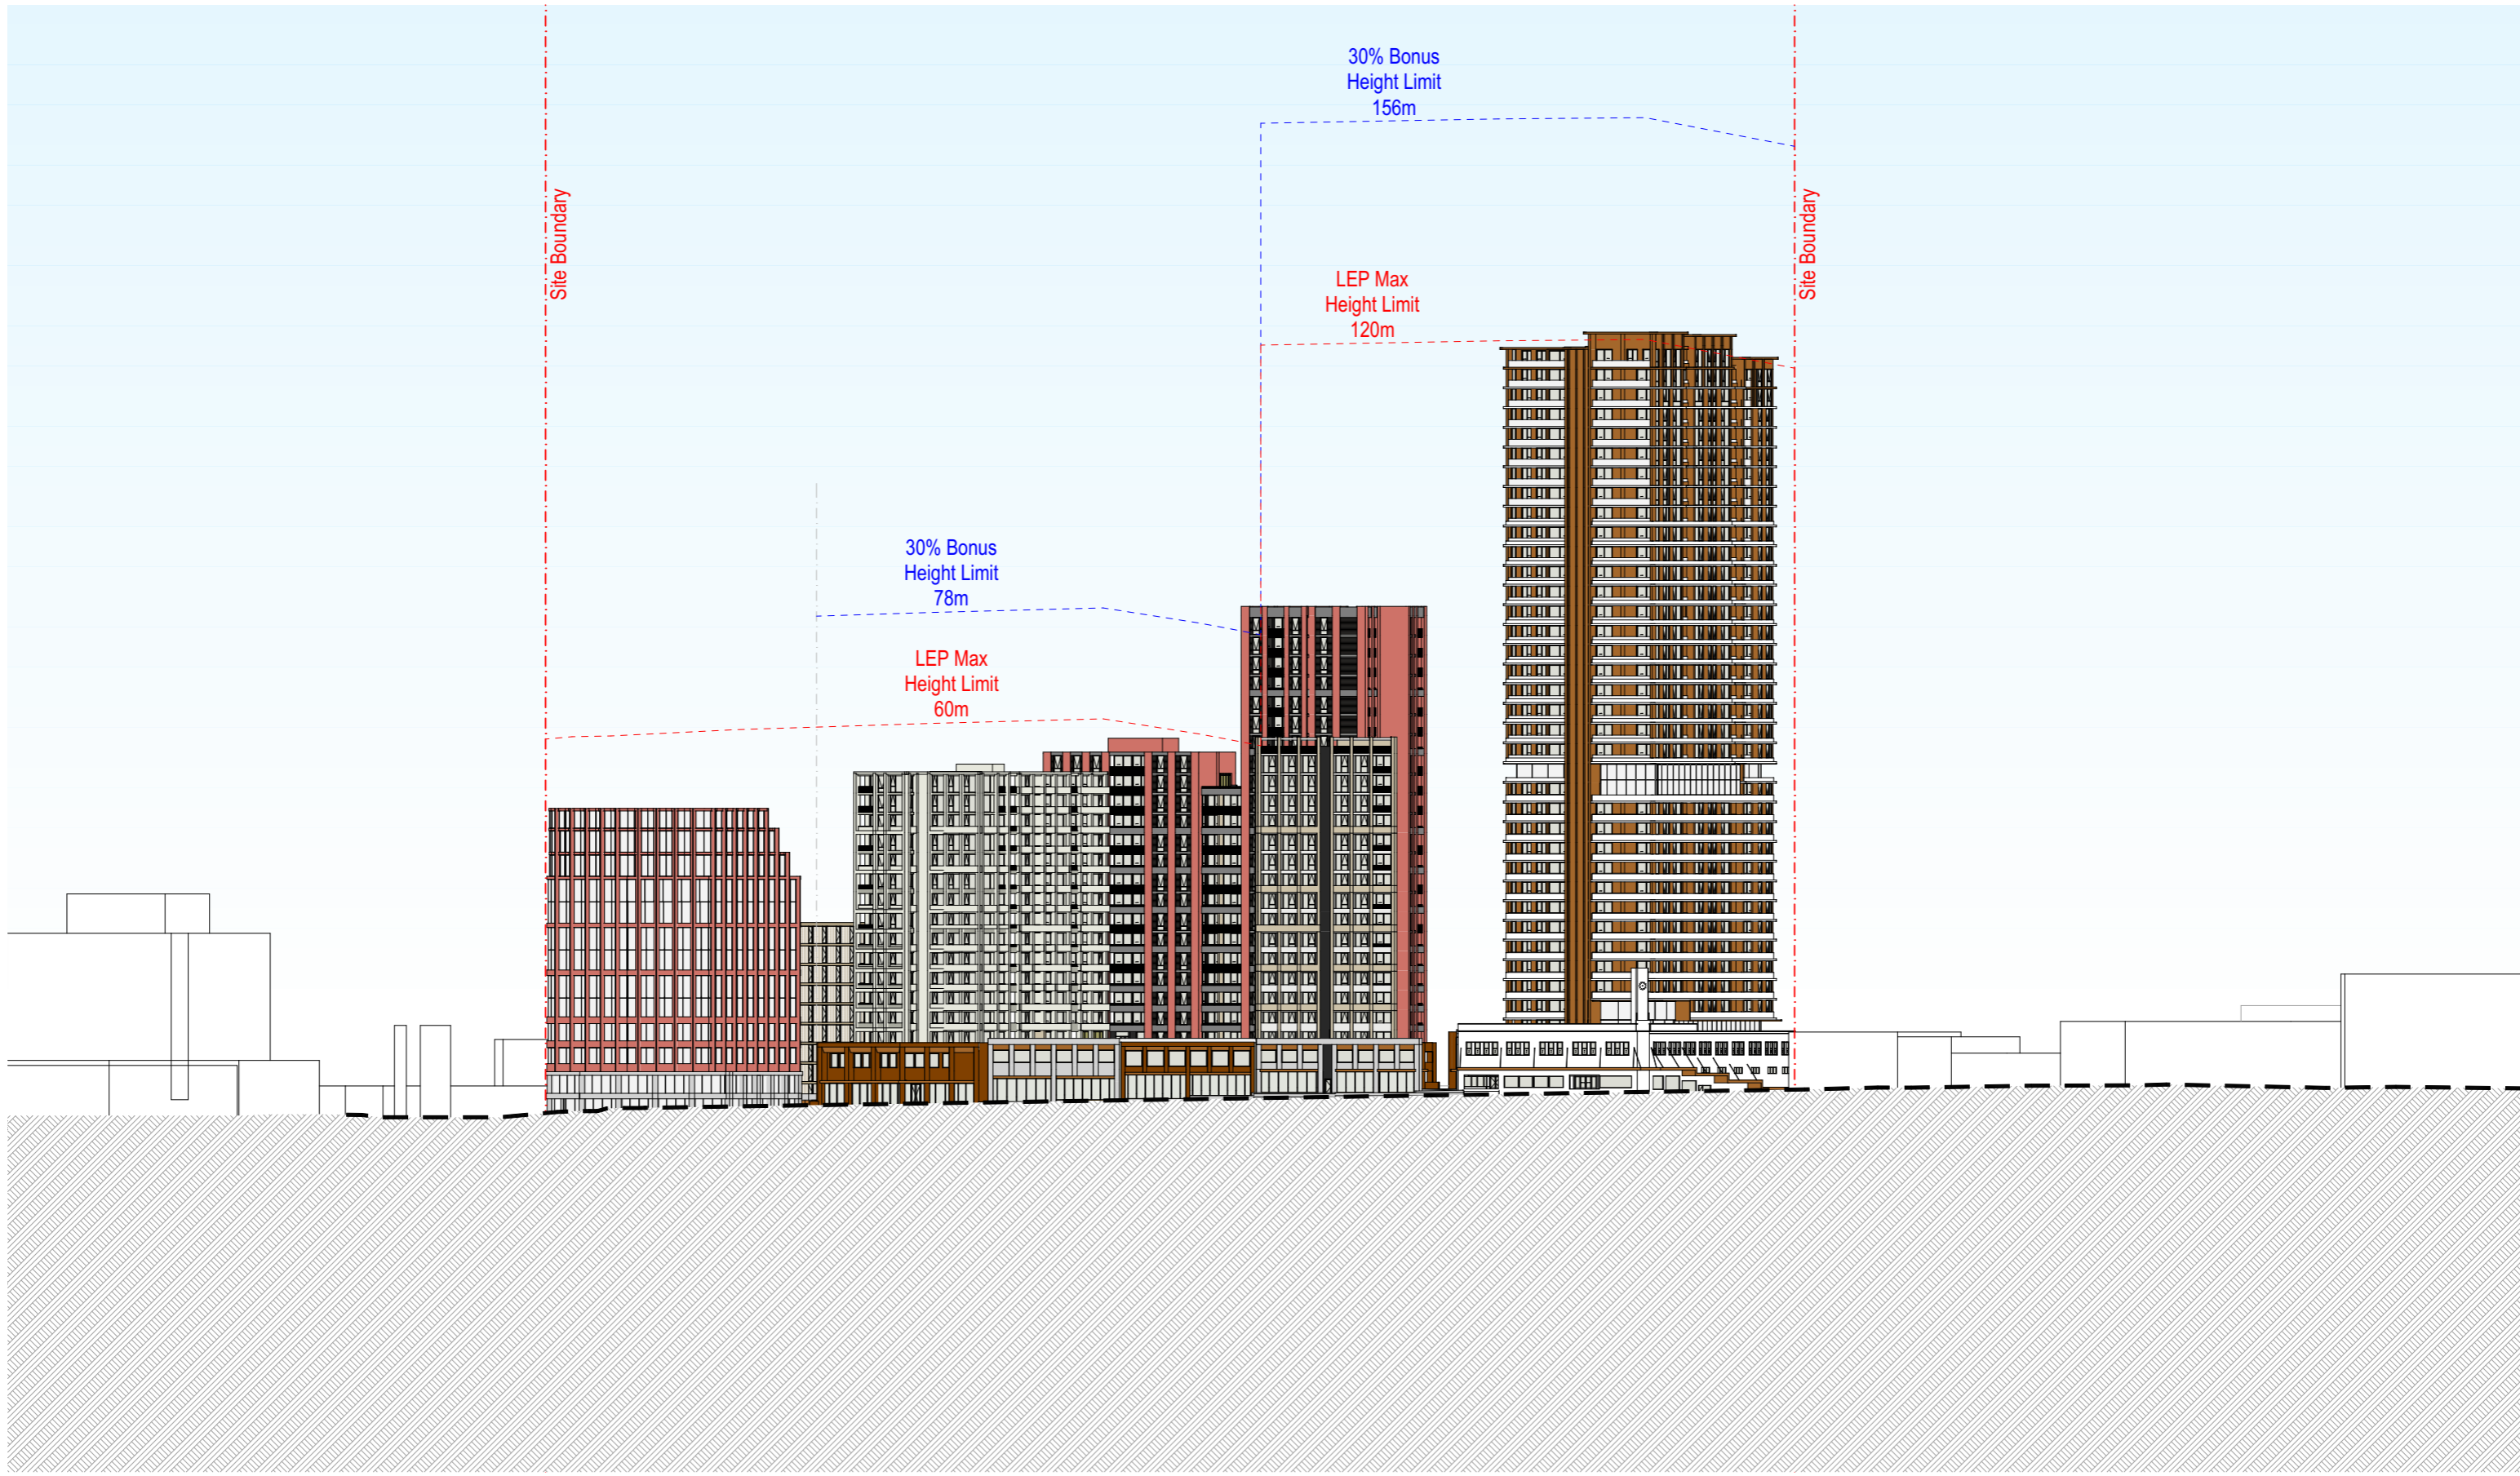 30% Bonus
Height Limit
156m
Site Boundary
Site Boundary
LEP Max
Height Limit
120m
30% Bonus
Height Limit
78m
LEP Max
Height Limit
60m